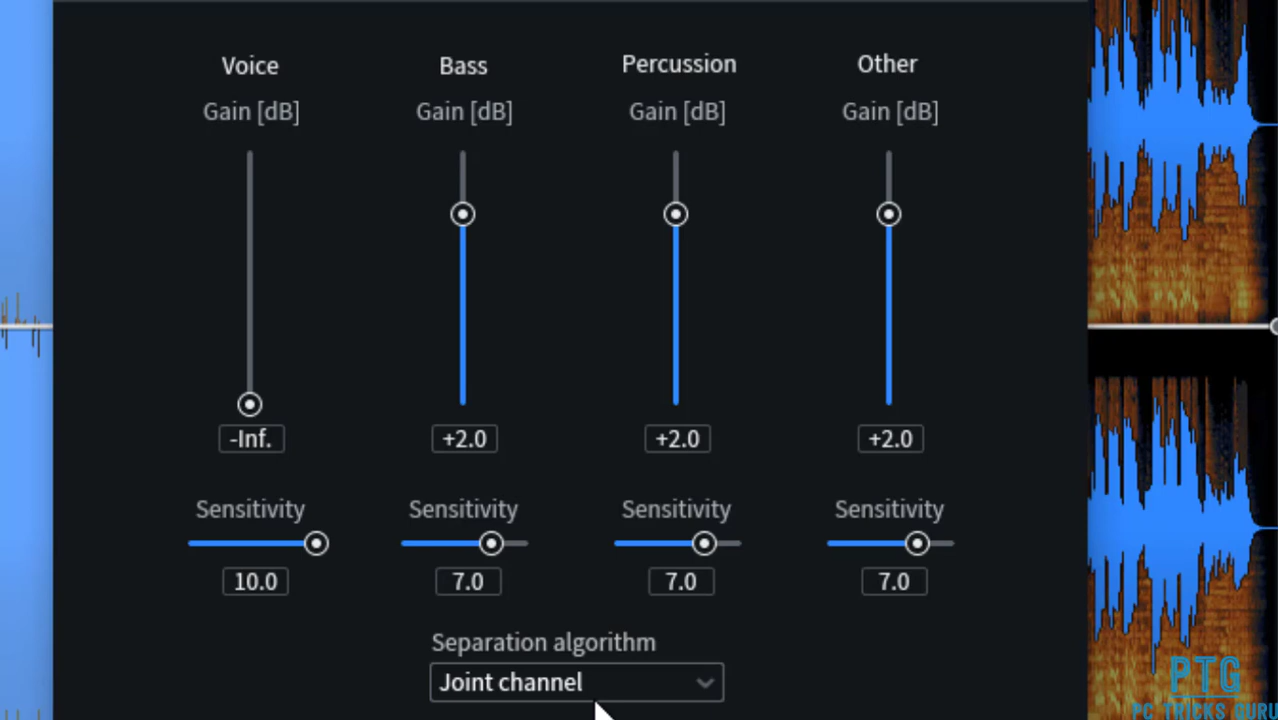 Voice Bass Percussion Other
Gain [dB] Gain [dB] Gain [dB] Gain [dB]
-Inf. +2.0 +2.0 +2.0
Sensitivity Sensitivity Sensitivity Sensitivity
10.0 7.0 7.0 7.0
Separation algorithm
Joint channel
PTG
PC TRICKS GURU